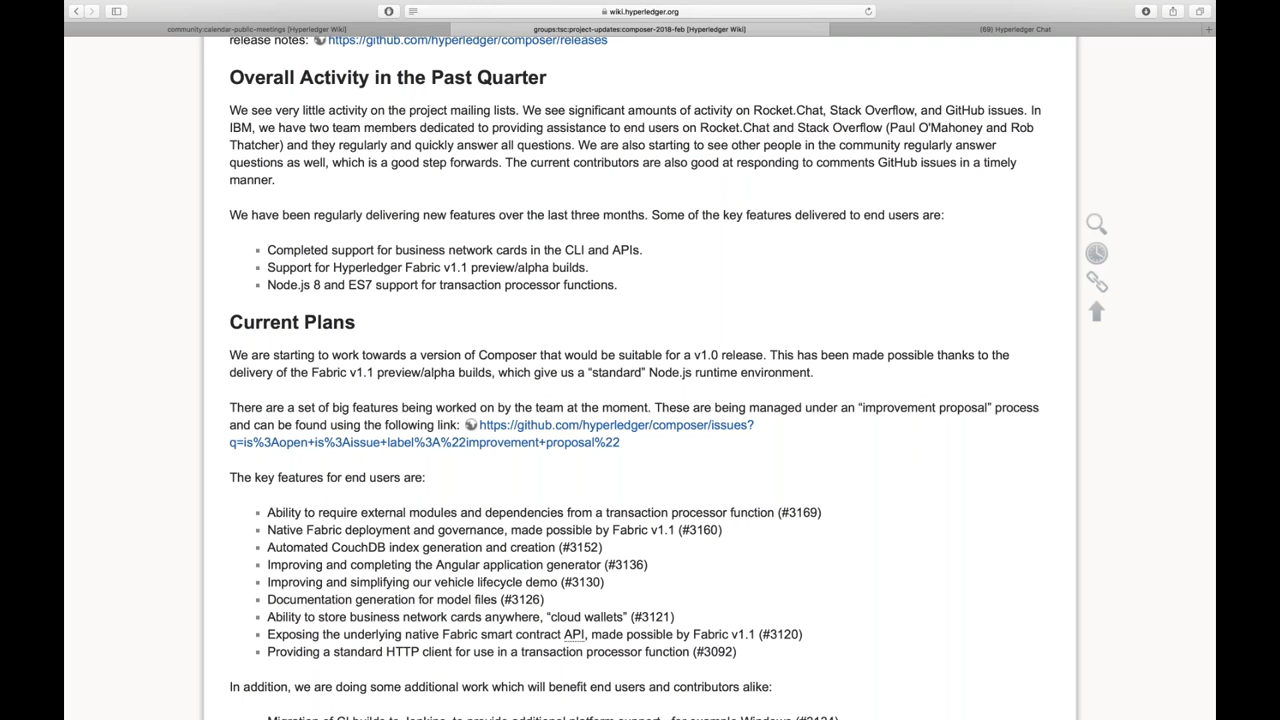 wiki.hyperledger.org
community:calendar-public-meetings [Hyperledger Wiki]
groups:tsc:project-updates:composer-2018-feb [Hyperledger Wiki]
(69) Hyperledger Chat
release notes: https://github.com/hyperledger/composer/releases
Overall Activity in the Past Quarter
We see very little activity on the project mailing lists. We see significant amounts of activity on Rocket.Chat, Stack Overflow, and GitHub issues. In
IBM, we have two team members dedicated to providing assistance to end users on Rocket.Chat and Stack Overflow (Paul O'Mahoney and Rob
Thatcher) and they regularly and quickly answer all questions. We are also starting to see other people in the community regularly answer
questions as well, which is a good step forwards. The current contributors are also good at responding to comments GitHub issues in a timely
manner.
We have been regularly delivering new features over the last three months. Some of the key features delivered to end users are:
Completed support for business network cards in the CLI and APIs.
Support for Hyperledger Fabric v1.1 preview/alpha builds.
Node.js 8 and ES7 support for transaction processor functions.
Current Plans
We are starting to work towards a version of Composer that would be suitable for a v1.0 release. This has been made possible thanks to the
delivery of the Fabric v1.1 preview/alpha builds, which give us a “standard” Node.js runtime environment.
There are a set of big features being worked on by the team at the moment. These are being managed under an “improvement proposal” process
and can be found using the following link: https://github.com/hyperledger/composer/issues?
q=is%3Aopen+is%3Aissue+label%3A%22improvement+proposal%22
The key features for end users are:
Ability to require external modules and dependencies from a transaction processor function (#3169)
Native Fabric deployment and governance, made possible by Fabric v1.1 (#3160)
Automated CouchDB index generation and creation (#3152)
Improving and completing the Angular application generator (#3136)
Improving and simplifying our vehicle lifecycle demo (#3130)
Documentation generation for model files (#3126)
Ability to store business network cards anywhere, “cloud wallets” (#3121)
Exposing the underlying native Fabric smart contract API, made possible by Fabric v1.1 (#3120)
Providing a standard HTTP client for use in a transaction processor function (#3092)
In addition, we are doing some additional work which will benefit end users and contributors alike:
Migration of CI builds to Jenkins, to provide additional platform support - for example Windows (#3124)